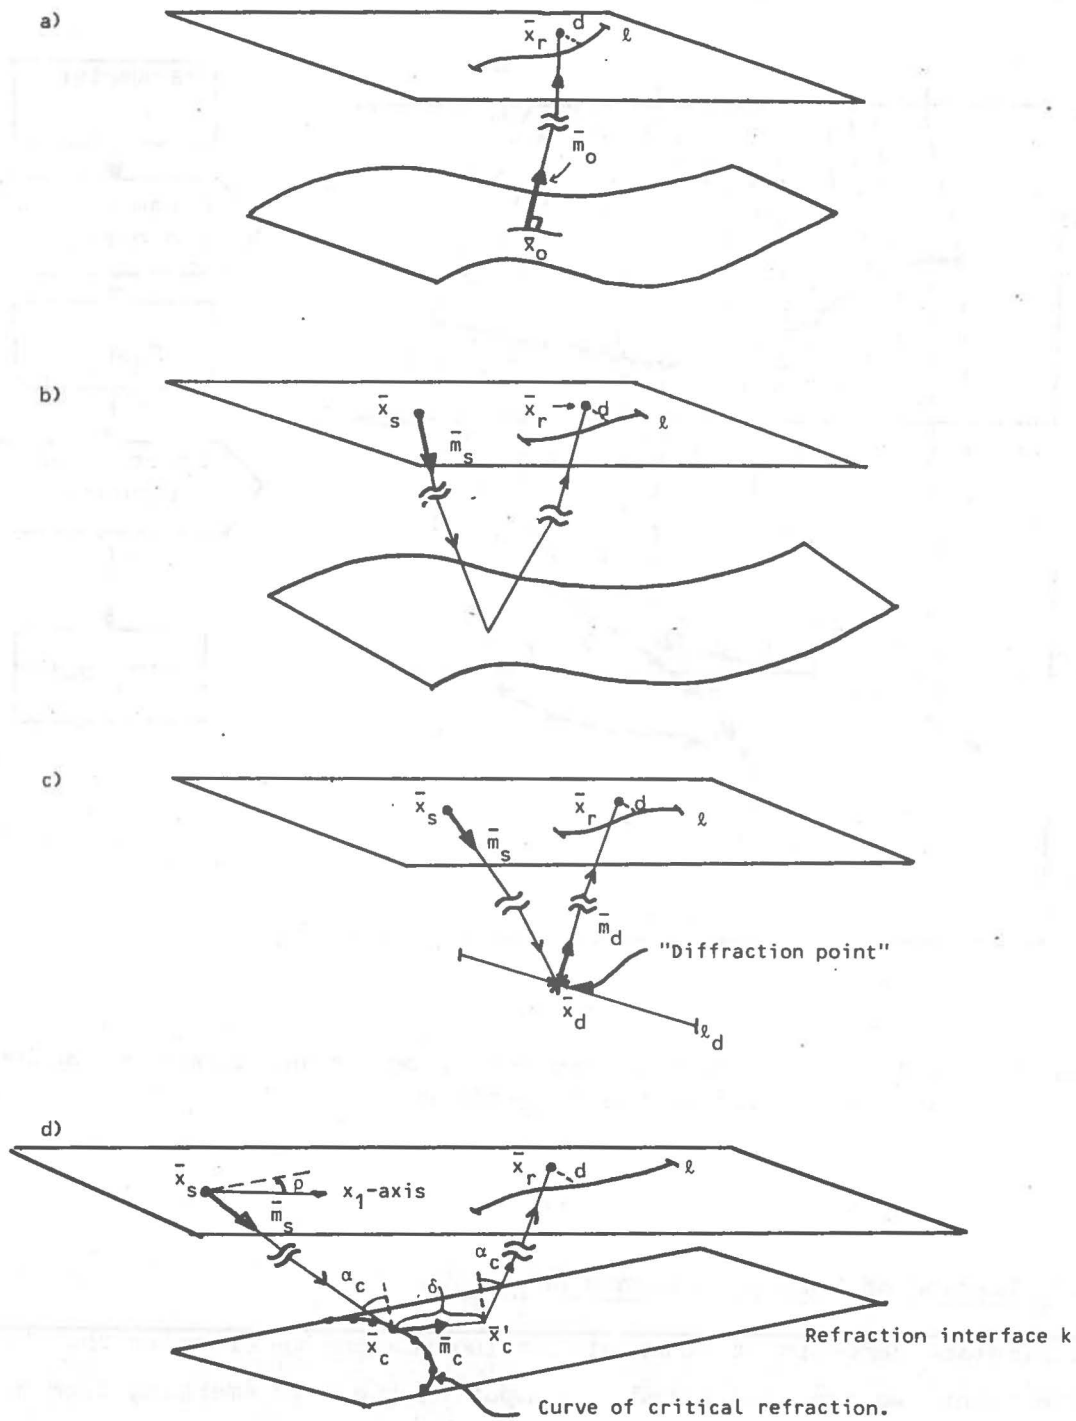 a)
x̄r d ℓ
m̄o
x̄o
b)
x̄s x̄r d ℓ
m̄s
c)
x̄s x̄r d ℓ
m̄s
m̄d
"Diffraction point"
x̄d
ℓd
d)
x̄s ρ x1-axis x̄r d ℓ
m̄s
αc αc
δ
x̄c m̄c x̄'c
Refraction interface k
Curve of critical refraction.